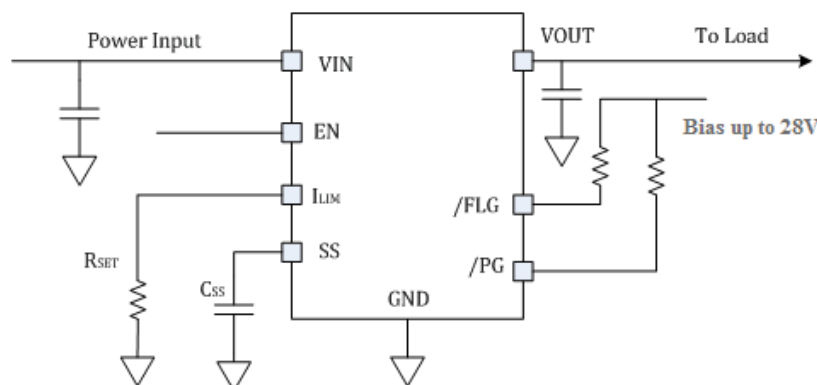 Power Input
VIN
VOUT
To Load
Bias up to 28V
EN
ILIM
/FLG
RSET
SS
CSS
/PG
GND